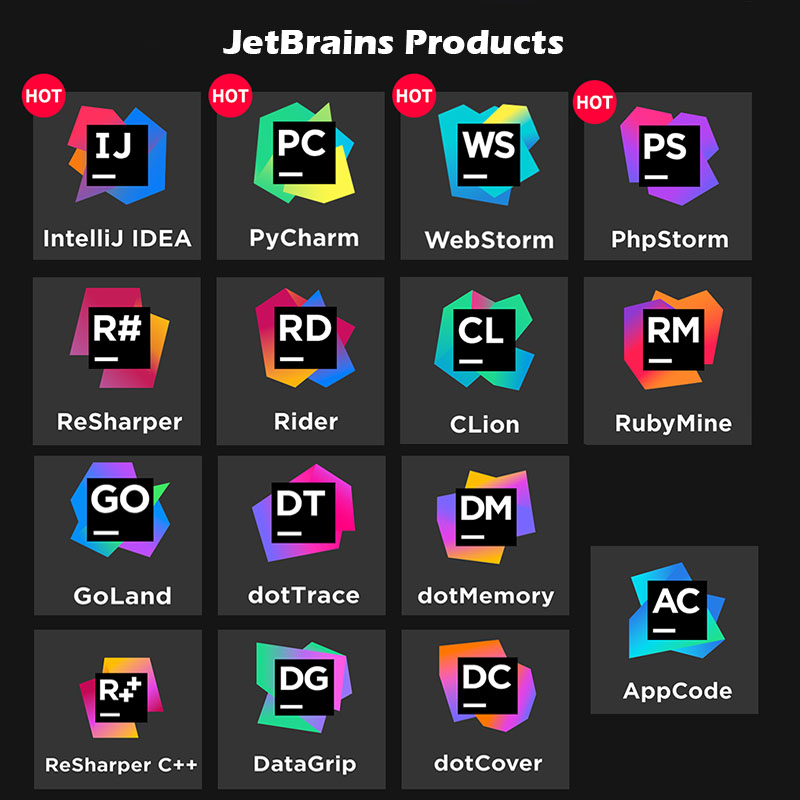 JetBrains Products
HOT
HOT
HOT
HOT
IJ
PC
WS
PS
IntelliJ IDEA
PyCharm
WebStorm
PhpStorm
R#
RD
CL
RM
ReSharper
Rider
CLion
RubyMine
GO
DT
DM
GoLand
dotTrace
dotMemory
AC
AppCode
R++
DG
DC
ReSharper C++
DataGrip
dotCover